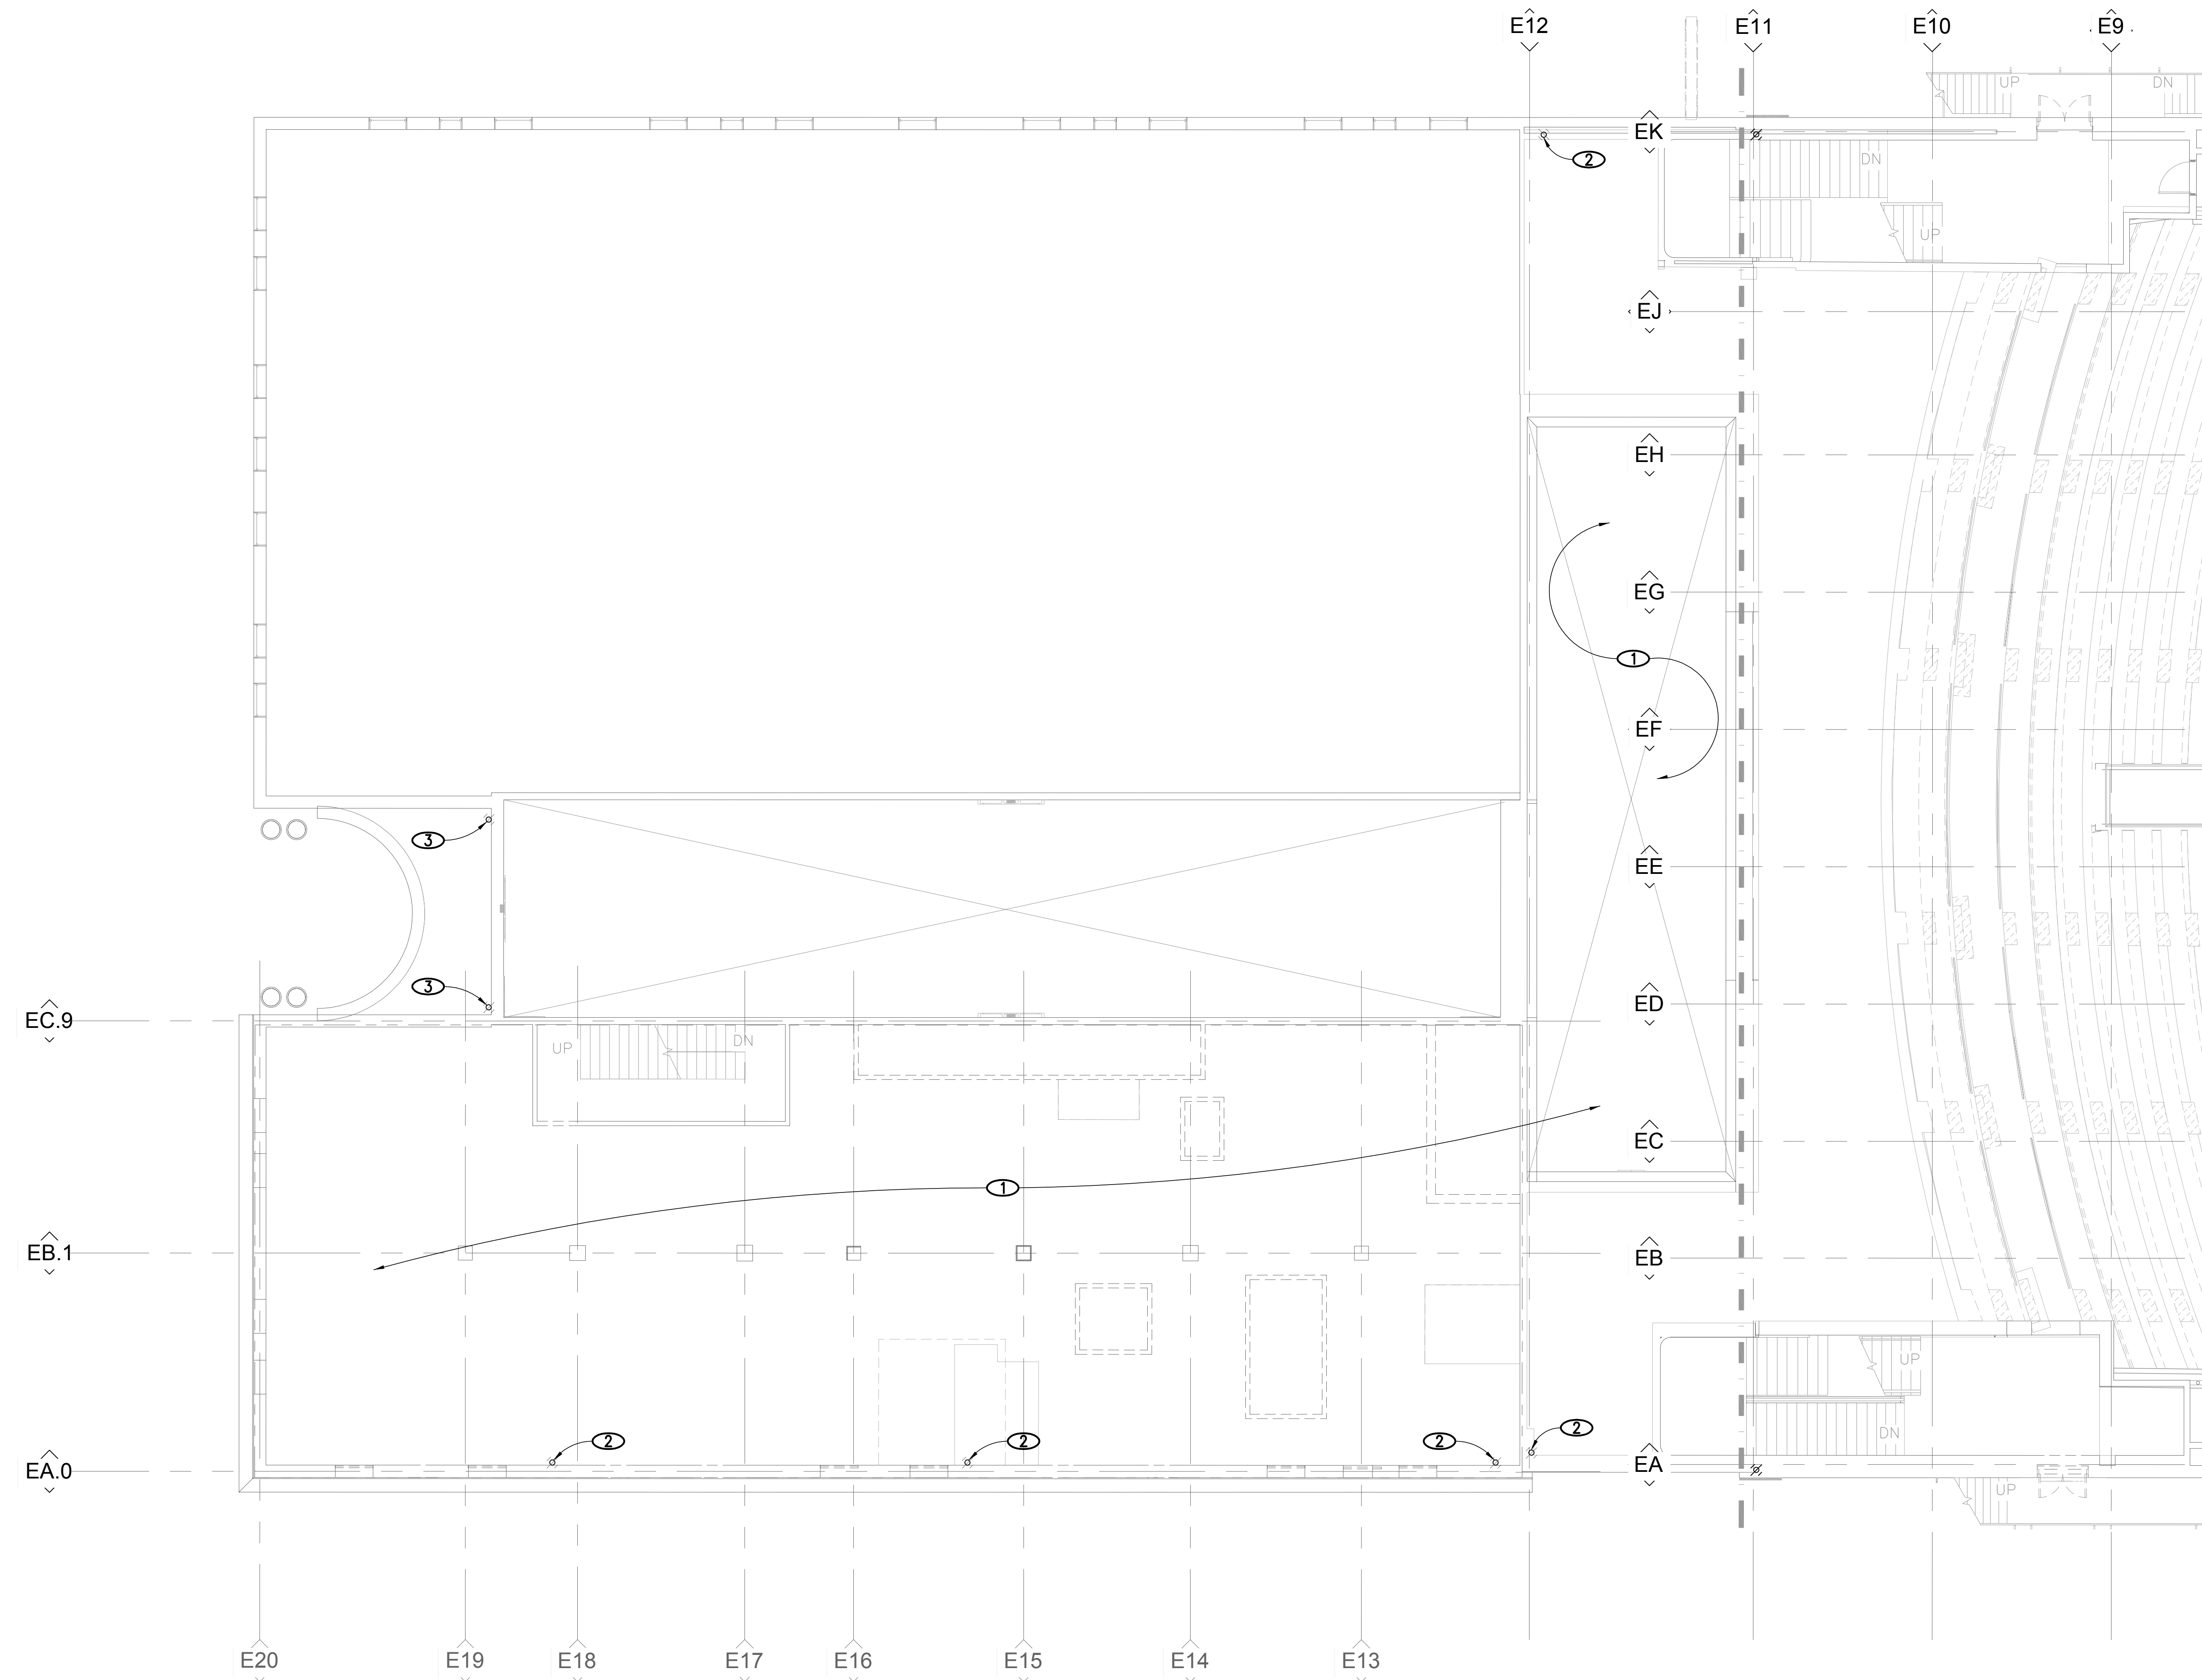 E12 E11 E10 E9
UP DN
EK
2
DN
UP
EJ
EH
EG
1
EF
3
EE
3
ED
EC.9
UP DN
EC
1
EB.1
EB
UP
DN
2 2 2 2
EA.0
EA
UP
E20 E19 E18 E17 E16 E15 E14 E13